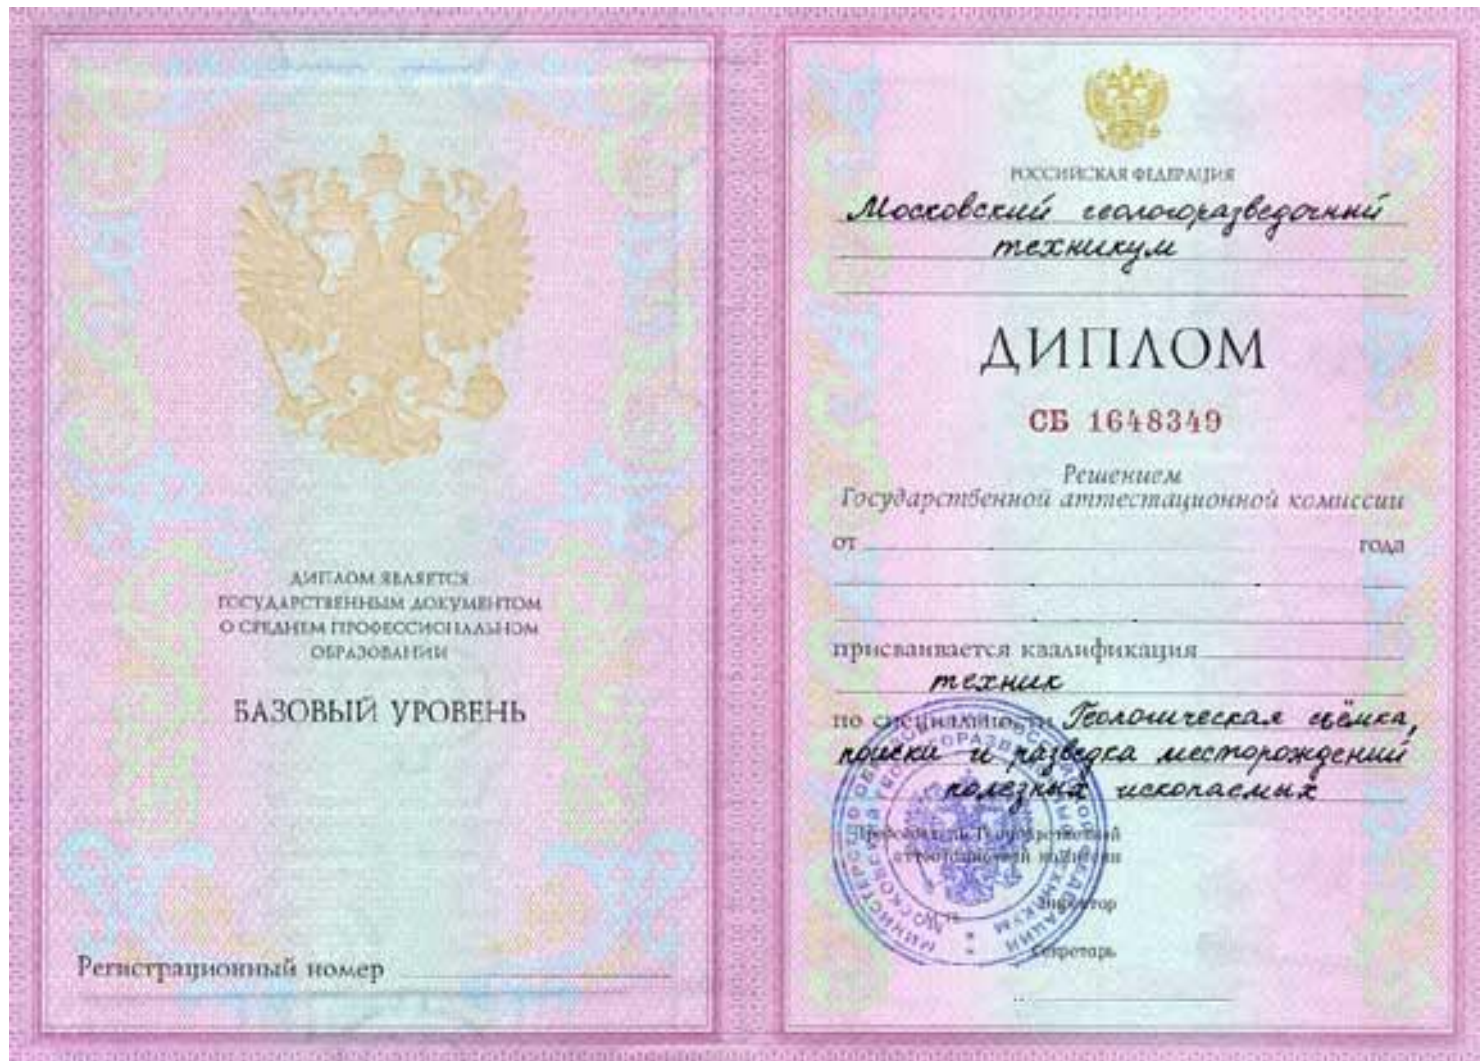 ДИПЛОМ ЯВЛЯЕТСЯ
ГОСУДАРСТВЕННЫМ ДОКУМЕНТОМ
О СРЕДНЕМ ПРОФЕССИОНАЛЬНОМ
ОБРАЗОВАНИИ
БАЗОВЫЙ УРОВЕНЬ
Регистрационный номер
РОССИЙСКАЯ ФЕДЕРАЦИЯ
Московский геологоразведочный
техникум
ДИПЛОМ
СБ 1648349
Решением
Государственной аттестационной комиссии
от года
присваивается квалификация
техник
по специальности Геологическая съёмка,
поиски и разведка месторождений
полезных ископаемых
Председатель Государственной
аттестационной комиссии
Директор
Секретарь